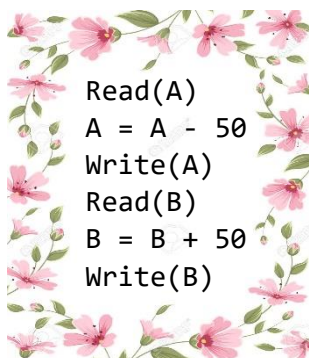 Read(A)
A = A - 50
Write(A)
Read(B)
B = B + 50
Write(B)